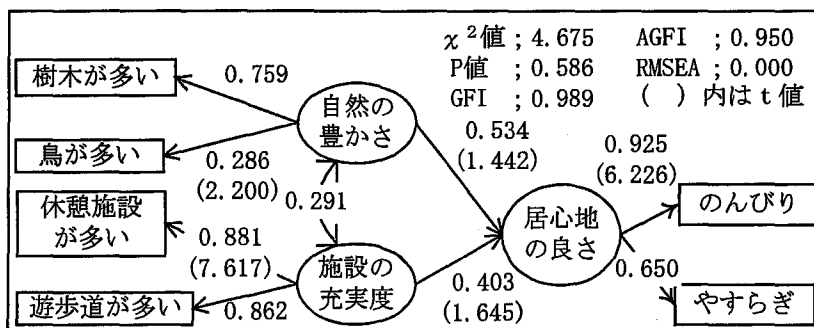 χ²値 ; 4.675 AGFI ; 0.950
P値 ; 0.586 RMSEA ; 0.000
GFI ; 0.989 ( ) 内は t 値
樹木が多い
0.759
自然の
豊かさ
鳥が多い
0.286
(2.200)
0.534
(1.442)
0.925
(6.226)
休憩施設
が多い
0.291
居心地
の良さ
のんびり
0.881
(7.617)
施設の
充実度
0.403
(1.645)
0.650
遊歩道が多い
0.862
やすらぎ